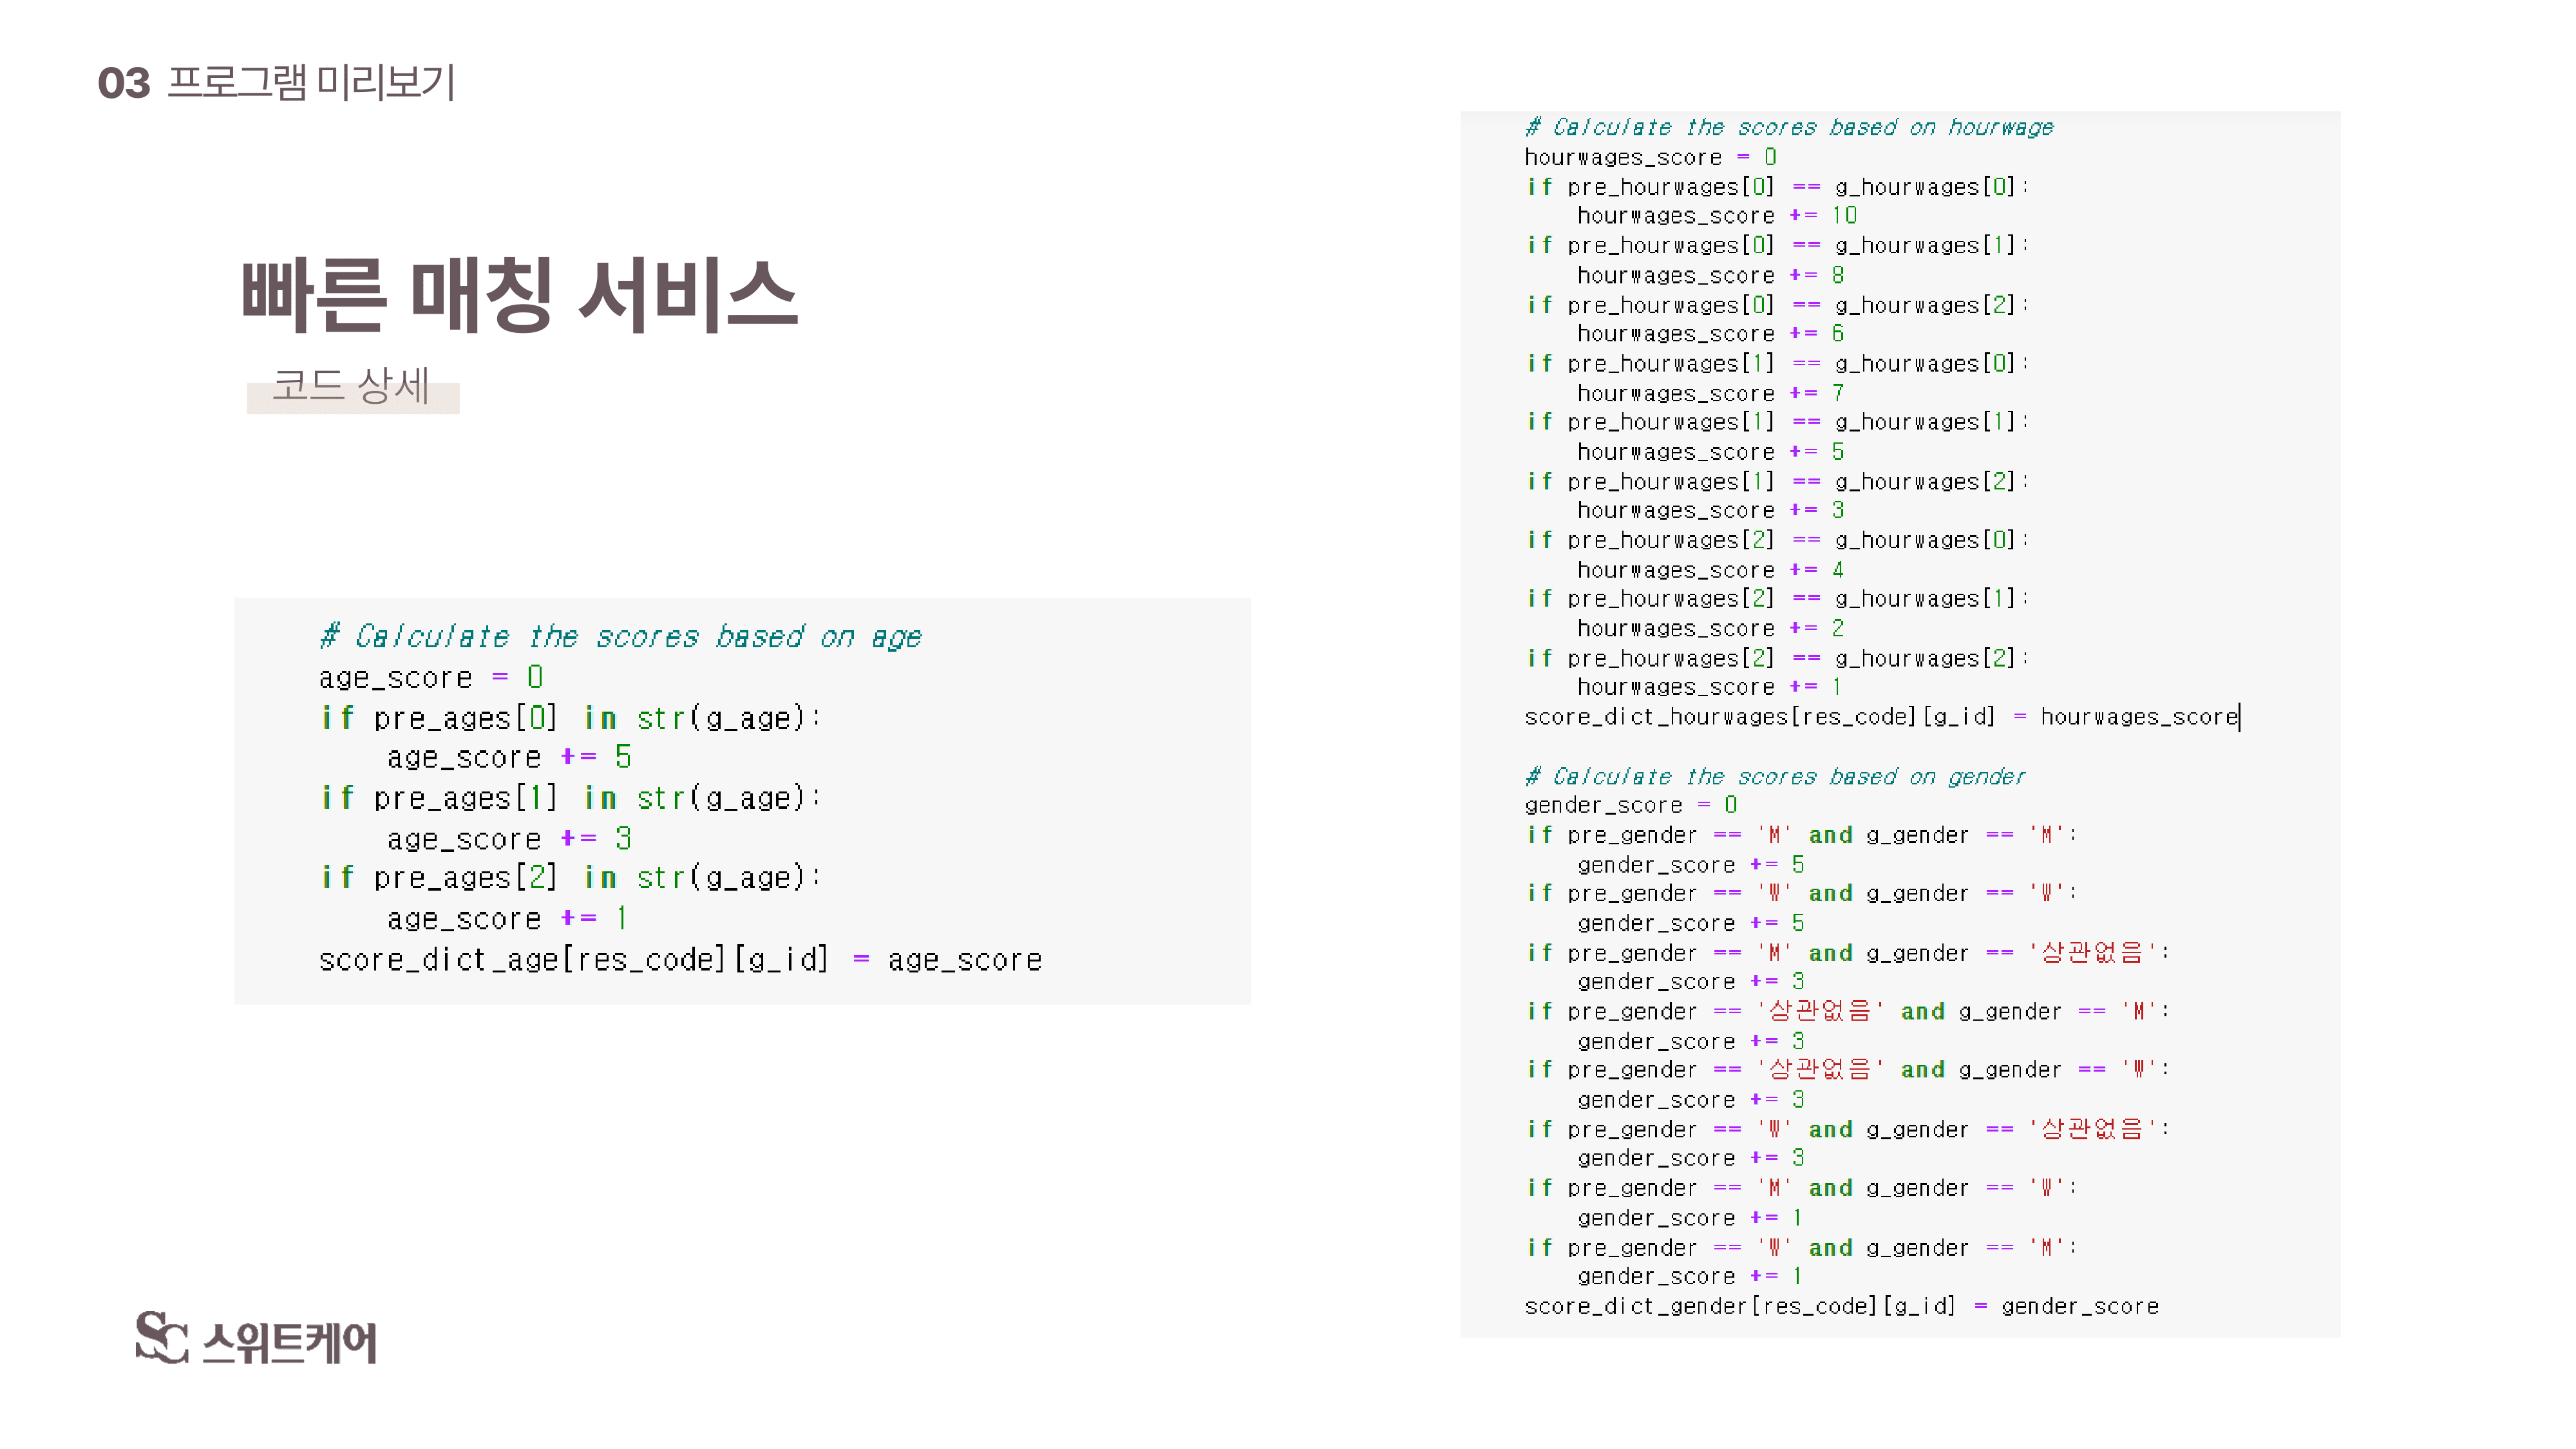 03 프로그램 미리보기
빠른 매칭 서비스
코드 상세
# Calculate the scores based on age
age_score = 0
if pre_ages[0] in str(g_age):
    age_score += 5
if pre_ages[1] in str(g_age):
    age_score += 3
if pre_ages[2] in str(g_age):
    age_score += 1
score_dict_age[res_code][g_id] = age_score
# Calculate the scores based on hourwage
hourwages_score = 0
if pre_hourwages[0] == g_hourwages[0]:
    hourwages_score += 10
if pre_hourwages[0] == g_hourwages[1]:
    hourwages_score += 8
if pre_hourwages[0] == g_hourwages[2]:
    hourwages_score += 6
if pre_hourwages[1] == g_hourwages[0]:
    hourwages_score += 7
if pre_hourwages[1] == g_hourwages[1]:
    hourwages_score += 5
if pre_hourwages[1] == g_hourwages[2]:
    hourwages_score += 3
if pre_hourwages[2] == g_hourwages[0]:
    hourwages_score += 4
if pre_hourwages[2] == g_hourwages[1]:
    hourwages_score += 2
if pre_hourwages[2] == g_hourwages[2]:
    hourwages_score += 1
score_dict_hourwages[res_code][g_id] = hourwages_score
# Calculate the scores based on gender
gender_score = 0
if pre_gender == 'M' and g_gender == 'M':
    gender_score += 5
if pre_gender == 'W' and g_gender == 'W':
    gender_score += 5
if pre_gender == 'M' and g_gender == '상관없음':
    gender_score += 3
if pre_gender == '상관없음' and g_gender == 'M':
    gender_score += 3
if pre_gender == '상관없음' and g_gender == 'W':
    gender_score += 3
if pre_gender == 'W' and g_gender == '상관없음':
    gender_score += 3
if pre_gender == 'M' and g_gender == 'W':
    gender_score += 1
if pre_gender == 'W' and g_gender == 'M':
    gender_score += 1
score_dict_gender[res_code][g_id] = gender_score
SC 스위트케어